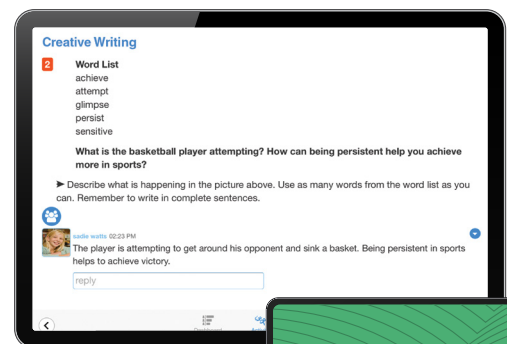 Creative Writing
2 Word List
achieve
attempt
glimpse
persist
sensitive
What is the basketball player attempting? How can being persistent help you achieve
more in sports?
➤ Describe what is happening in the picture above. Use as many words from the word list as you
can. Remember to write in complete sentences.
sadie watts 02:23 PM
The player is attempting to get around his opponent and sink a basket. Being persistent in sports
helps to achieve victory.
reply